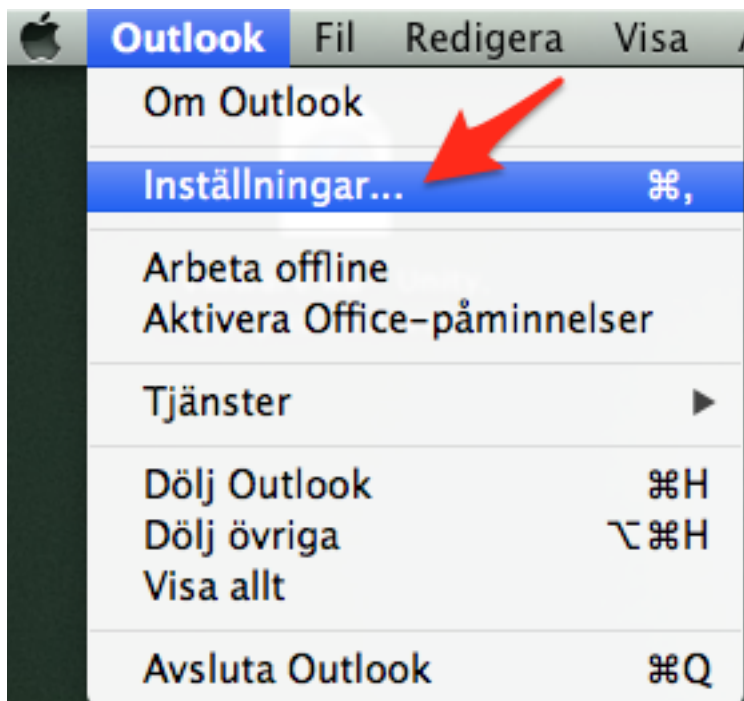 Outlook Fil Redigera Visa
Om Outlook
Inställningar... ⌘,
Arbeta offline
Aktivera Office-påminnelser
Tjänster ▶
Dölj Outlook ⌘H
Dölj övriga ⌥⌘H
Visa allt
Avsluta Outlook ⌘Q